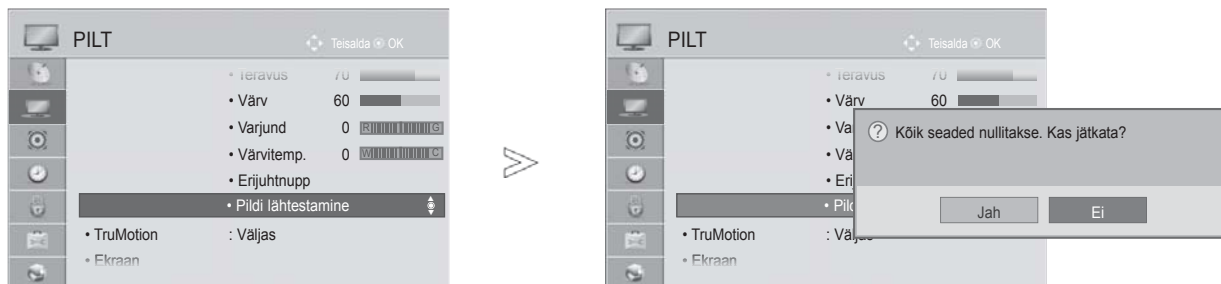 PILT
Teisalda OK
• Teravus 70
• Värv 60
• Varjund 0 R G
• Värvitemp. 0 W C
• Erijuhtnupp
• Pildi lähtestamine
• TruMotion : Väljas
• Ekraan
PILT
Teisalda OK
• Teravus 70
• Värv 60
• Va
• Vä
• Eri
• Pild
• TruMotion : Väljas
• Ekraan
? Kõik seaded nullitakse. Kas jätkata?
Jah
Ei